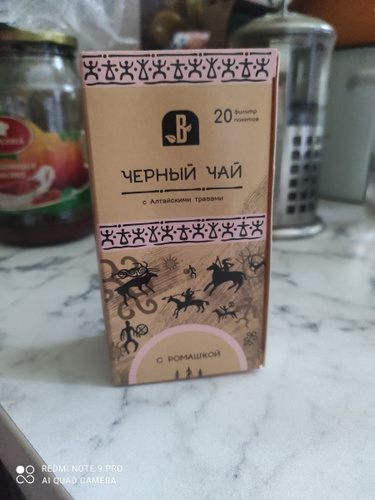 В
20 Фильтр
пакетов
ЧЕРНЫЙ ЧАЙ
с Алтайскими травами
С РОМАШКОЙ
REDMI NOTE 9 PRO
AI QUAD CAMERA